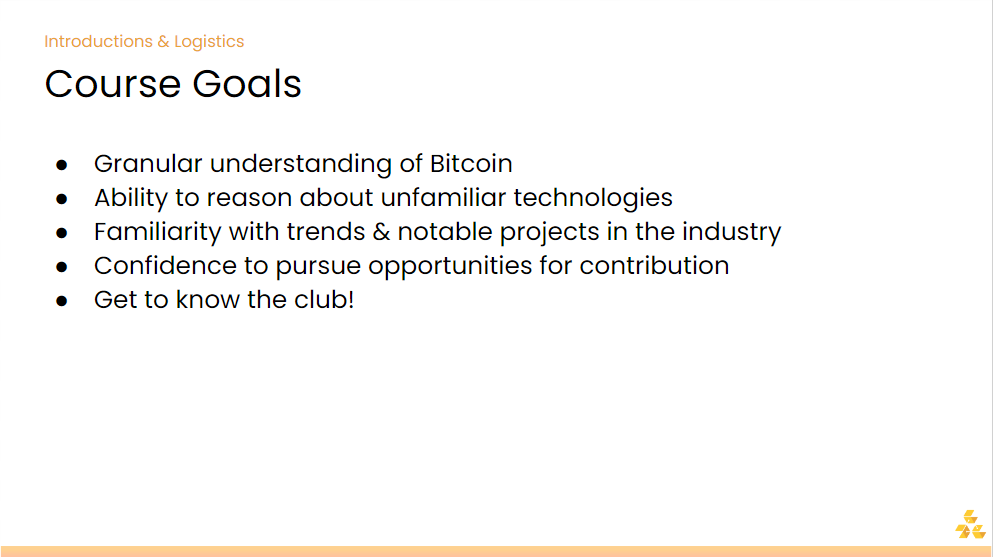 Introductions & Logistics
Course Goals
● Granular understanding of Bitcoin
● Ability to reason about unfamiliar technologies
● Familiarity with trends & notable projects in the industry
● Confidence to pursue opportunities for contribution
● Get to know the club!